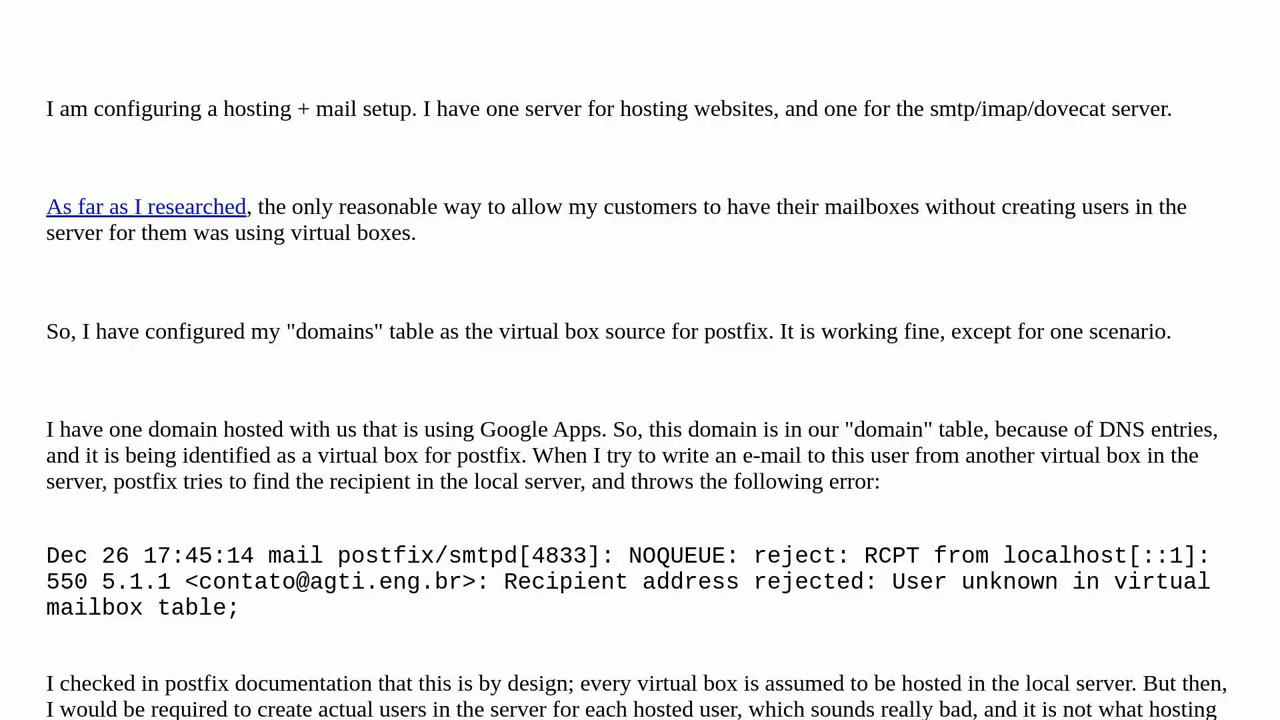 I am configuring a hosting + mail setup. I have one server for hosting websites, and one for the smtp/imap/dovecat server.
As far as I researched, the only reasonable way to allow my customers to have their mailboxes without creating users in the
server for them was using virtual boxes.
So, I have configured my "domains" table as the virtual box source for postfix. It is working fine, except for one scenario.
I have one domain hosted with us that is using Google Apps. So, this domain is in our "domain" table, because of DNS entries,
and it is being identified as a virtual box for postfix. When I try to write an e-mail to this user from another virtual box in the
server, postfix tries to find the recipient in the local server, and throws the following error:
Dec 26 17:45:14 mail postfix/smtpd[4833]: NOQUEUE: reject: RCPT from localhost[::1]:
550 5.1.1 <contato@agti.eng.br>: Recipient address rejected: User unknown in virtual
mailbox table;
I checked in postfix documentation that this is by design; every virtual box is assumed to be hosted in the local server. But then,
I would be required to create actual users in the server for each hosted user, which sounds really bad, and it is not what hosting